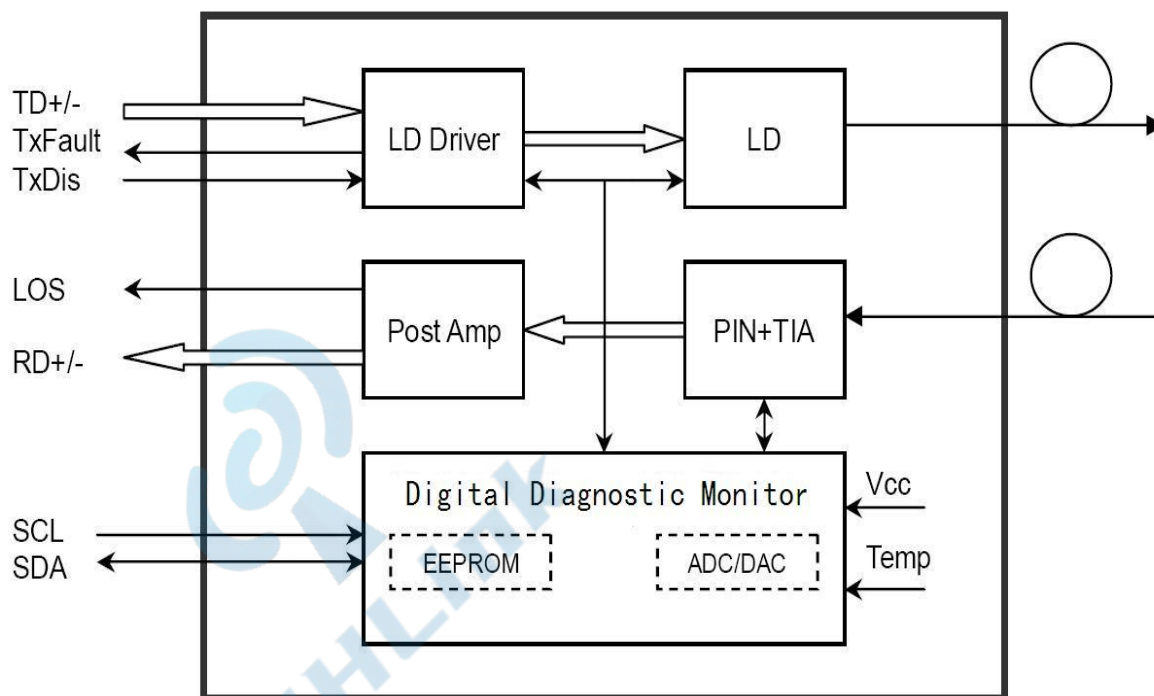 TD+/-
TxFault
TxDis
LD Driver
LD
LOS
RD+/-
Post Amp
PIN+TIA
Digital Diagnostic Monitor
EEPROM
ADC/DAC
SCL
SDA
Vcc
Temp